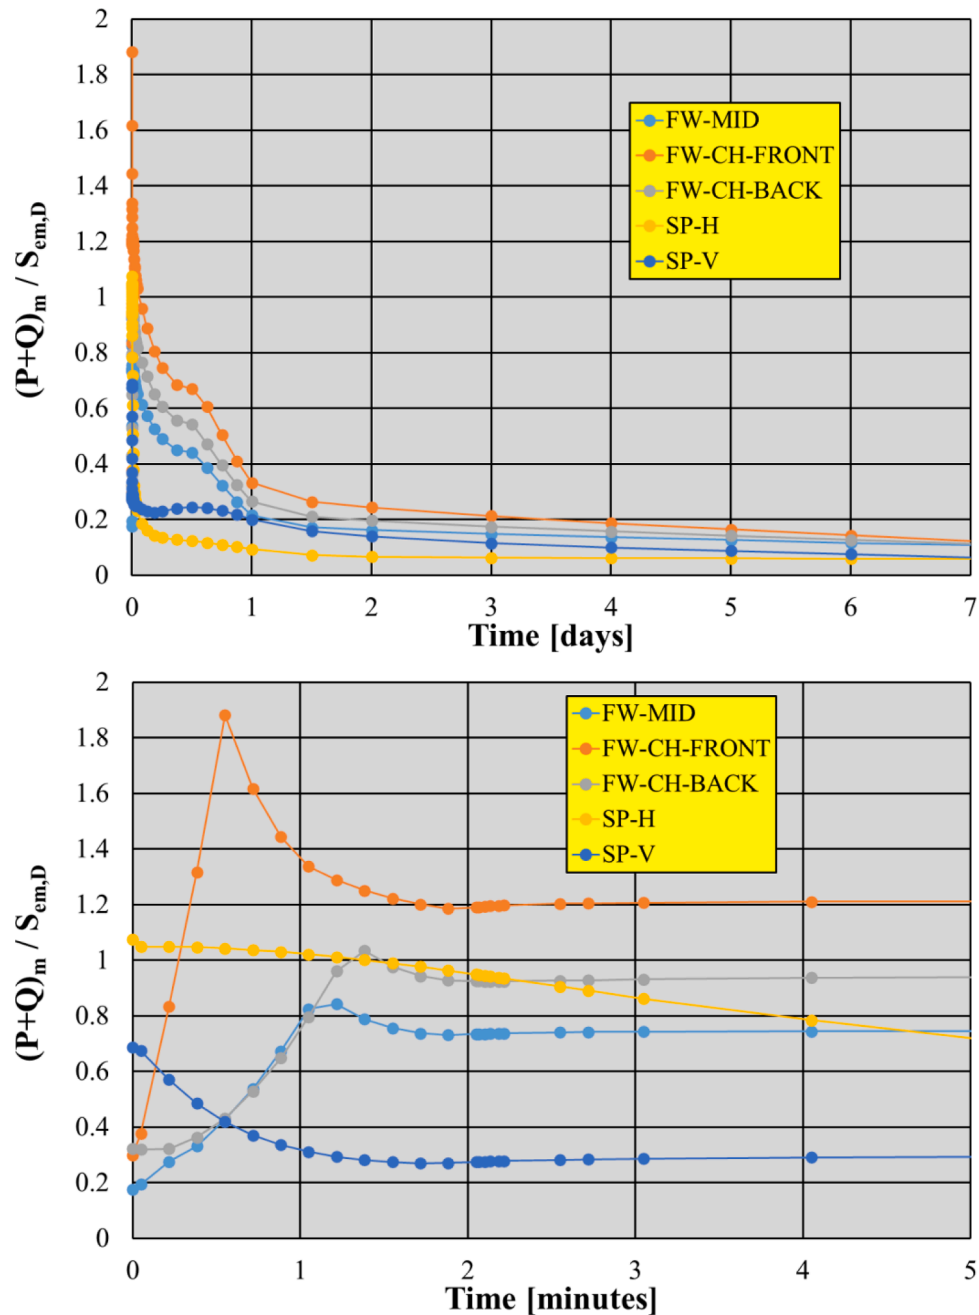 2
1.8
1.6
1.4
1.2
1
0.8
0.6
0.4
0.2
0
(P+Q)m / Sem,D
FW-MID
FW-CH-FRONT
FW-CH-BACK
SP-H
SP-V
0 1 2 3 4 5 6 7
Time [days]
2
1.8
1.6
1.4
1.2
1
0.8
0.6
0.4
0.2
0
(P+Q)m / Sem,D
FW-MID
FW-CH-FRONT
FW-CH-BACK
SP-H
SP-V
0 1 2 3 4 5
Time [minutes]